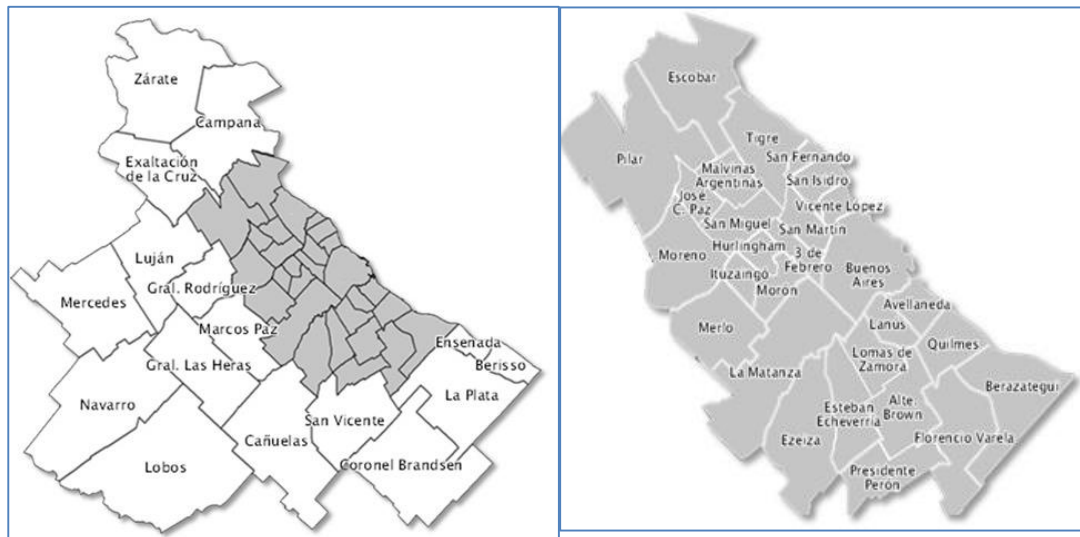 Zárate
Campana
Exaltación
de la Cruz
Luján
Gral. Rodríguez
Mercedes
Marcos Paz
Gral. Las Heras
Ensenada
Berisso
La Plata
Navarro
San Vicente
Cañuelas
Coronel Brandsen
Lobos
Escobar
Tigre
Pilar
San Fernando
Malvinas
Argentinas
San Isidro
José
C. Paz
Vicente López
San Miguel
San Martín
Hurlingham
3 de
Febrero
Moreno
Ituzaingó
Buenos
Aires
Morón
Avellaneda
Lanus
Merlo
Quilmes
Lomas de
Zamora
La Matanza
Berazategui
Esteban
Echeverría
Alte.
Brown
Ezeiza
Florencio Varela
Presidente
Perón